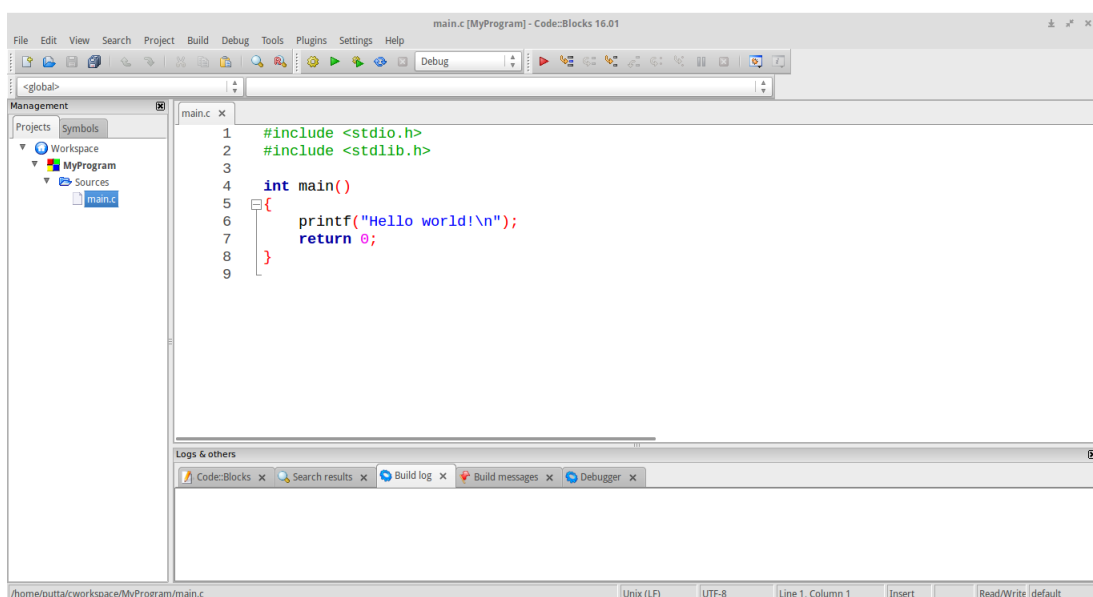 main.c [MyProgram] - Code::Blocks 16.01
File Edit View Search Project Build Debug Tools Plugins Settings Help
Debug
<global>
Management
Projects Symbols
Workspace
MyProgram
Sources
main.c
main.c
1 #include <stdio.h>
2 #include <stdlib.h>
3
4 int main()
5 {
6 printf("Hello world!\n");
7 return 0;
8 }
9
Logs & others
Code::Blocks Search results Build log Build messages Debugger
/home/putta/cworkspace/MyProgram/main.c Unix (LF) UTF-8 Line 1, Column 1 Insert Read/Write default